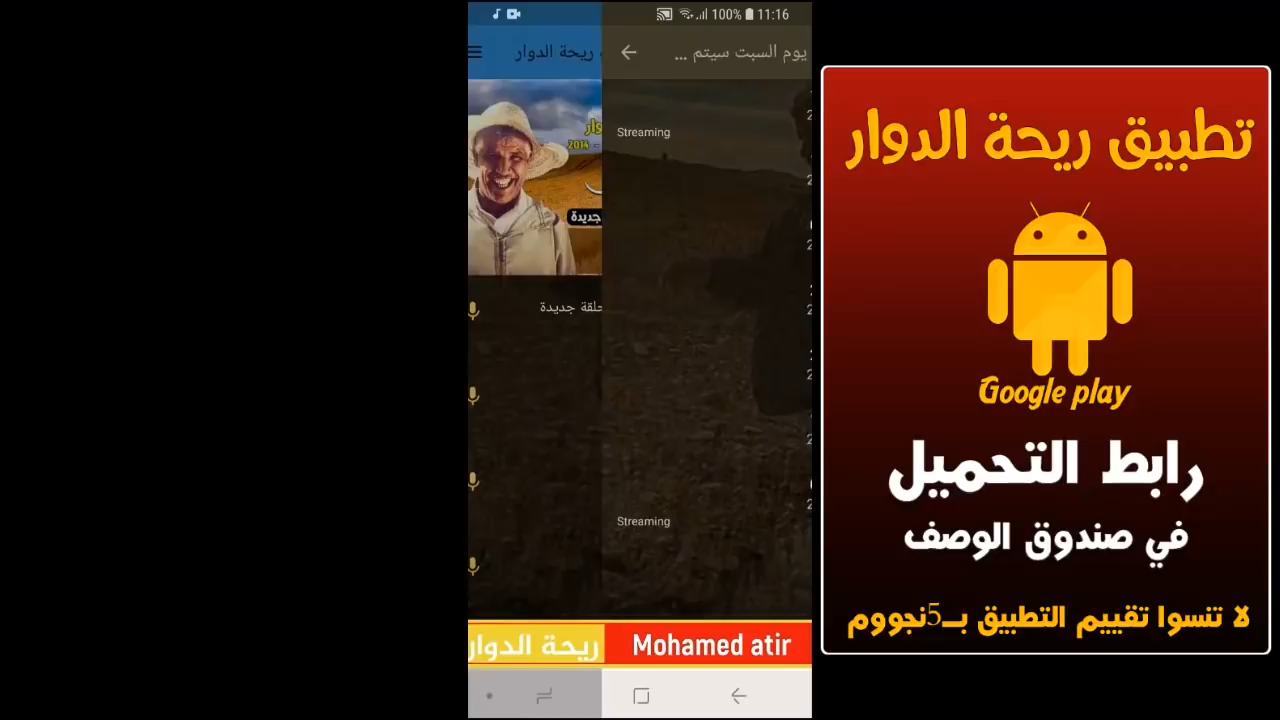 100% 11:16
ريحة الدوار
يوم السبت سيتم ...
2014
جديدة
Streaming
حلقة جديدة
Streaming
ريحة الدوار
Mohamed atir
تطبيق ريحة الدوار
Google play
رابط التحميل
في صندوق الوصف
لا تنسوا تقييم التطبيق بـ5نجووم